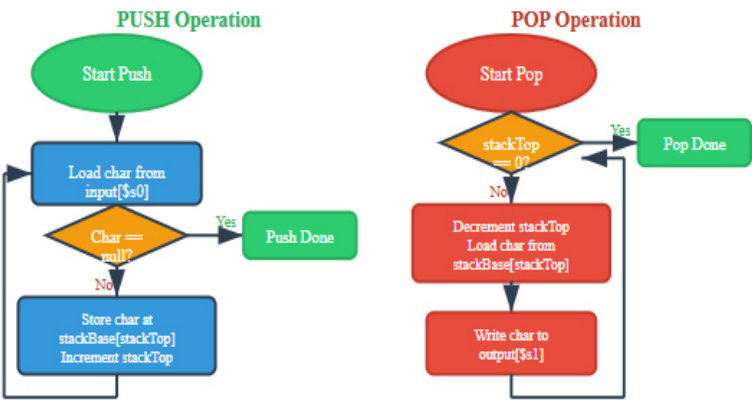 PUSH Operation
Start Push
Load char from
input[$s0]
Char ==
null?
Yes
Push Done
No
Store char at
stackBase[stackTop]
Increment stackTop
POP Operation
Start Pop
stackTop
== 0?
Yes
Pop Done
No
Decrement stackTop
Load char from
stackBase[stackTop]
Write char to
output[$s1]